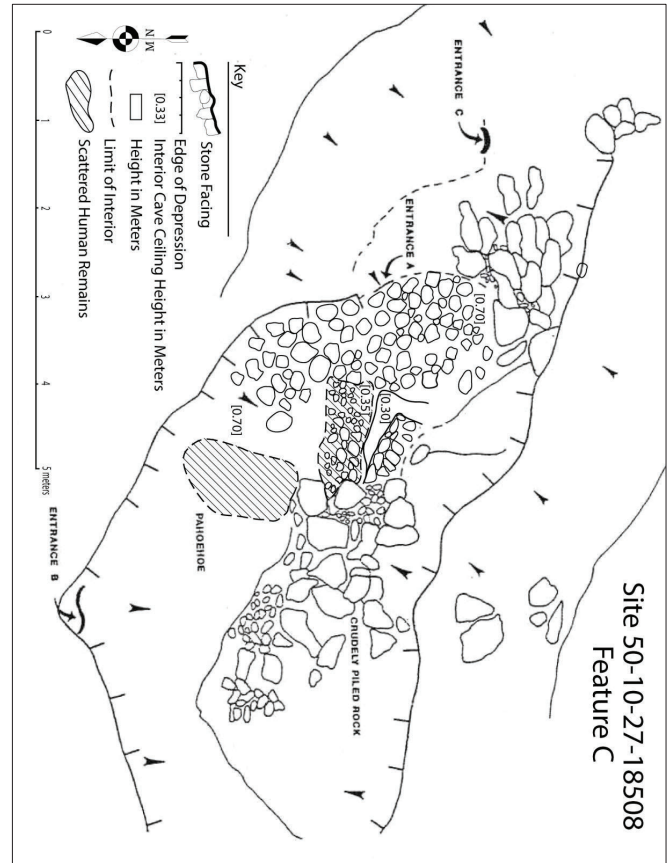 Site 50-10-27-18508
Feature C
ENTRANCE C
ENTRANCE A
[0.70]
[0.30]
[0.35]
[0.70]
CRUDELY PILED ROCK
PAHOEHOE
ENTRANCE B
Key
Stone Facing
Edge of Depression
[0.33] Interior Cave Ceiling Height in Meters
Height in Meters
Limit of Interior
Scattered Human Remains
M N
0 1 2 3 4 5 meters